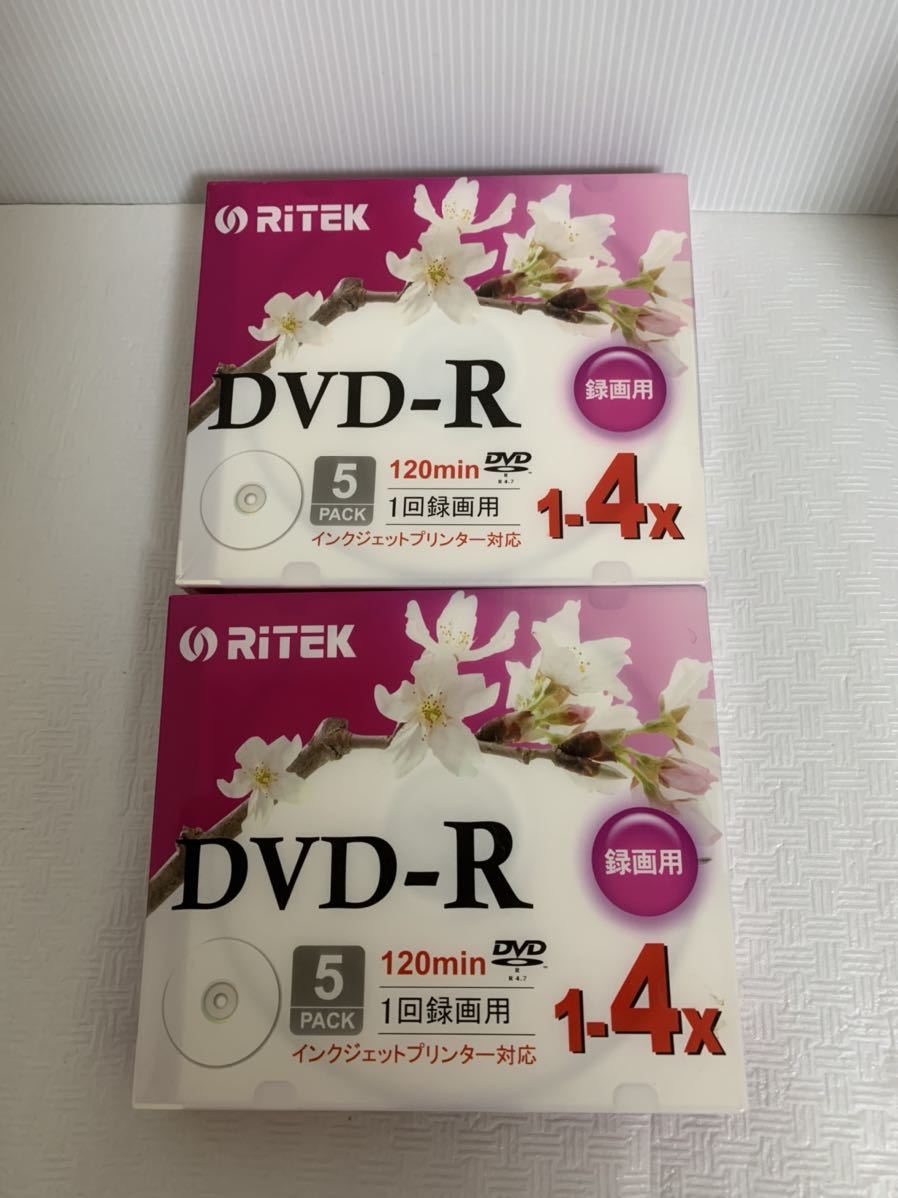 RiTEK
DVD-R
録画用
5
PACK
120min
DVD
R
R 4.7
1回録画用
インクジェットプリンター対応
1-4x
RiTEK
DVD-R
録画用
5
PACK
120min
DVD
R
R 4.7
1回録画用
インクジェットプリンター対応
1-4x